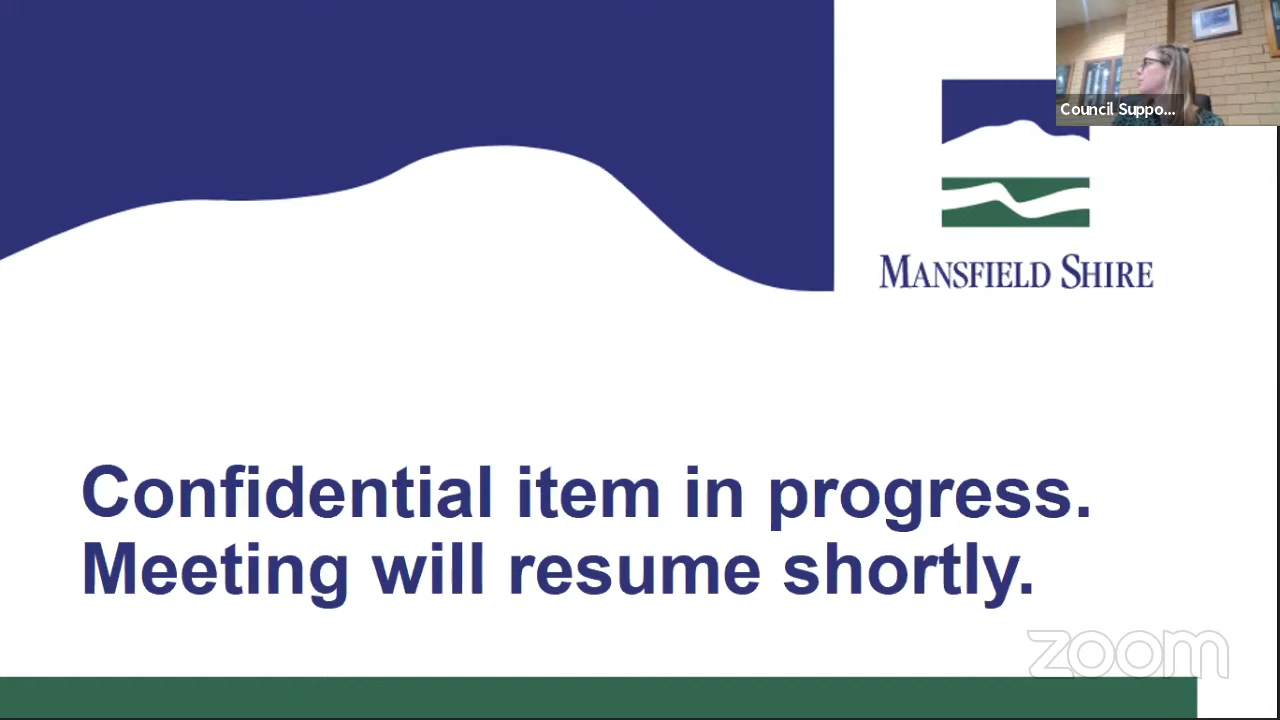 Council Suppo...
MANSFIELD SHIRE
Confidential item in progress.
Meeting will resume shortly.
zoom